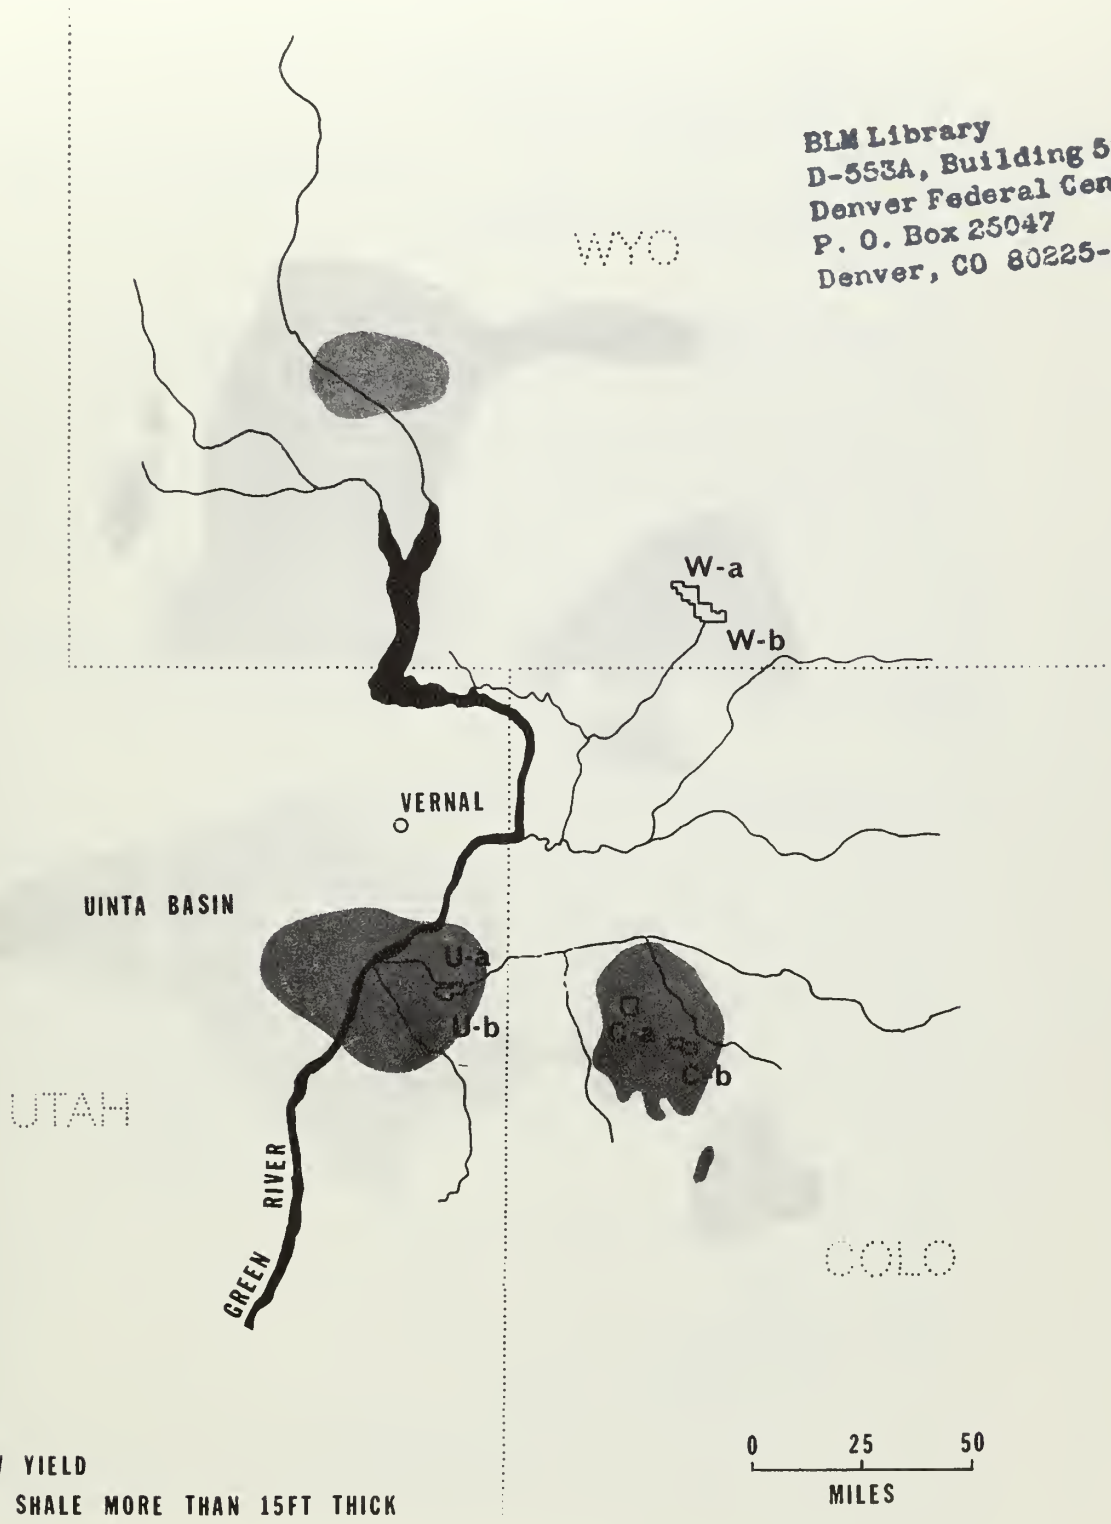 BLM Library
D-553A, Building 5
Denver Federal Cen
P. O. Box 25047
Denver, CO 80225-
WYO
W-a
W-b
VERNAL
UINTA BASIN
U-a
U-b
C-a
C-b
UTAH
GREEN RIVER
COLO
0 25 50
MILES
YIELD
SHALE MORE THAN 15FT THICK